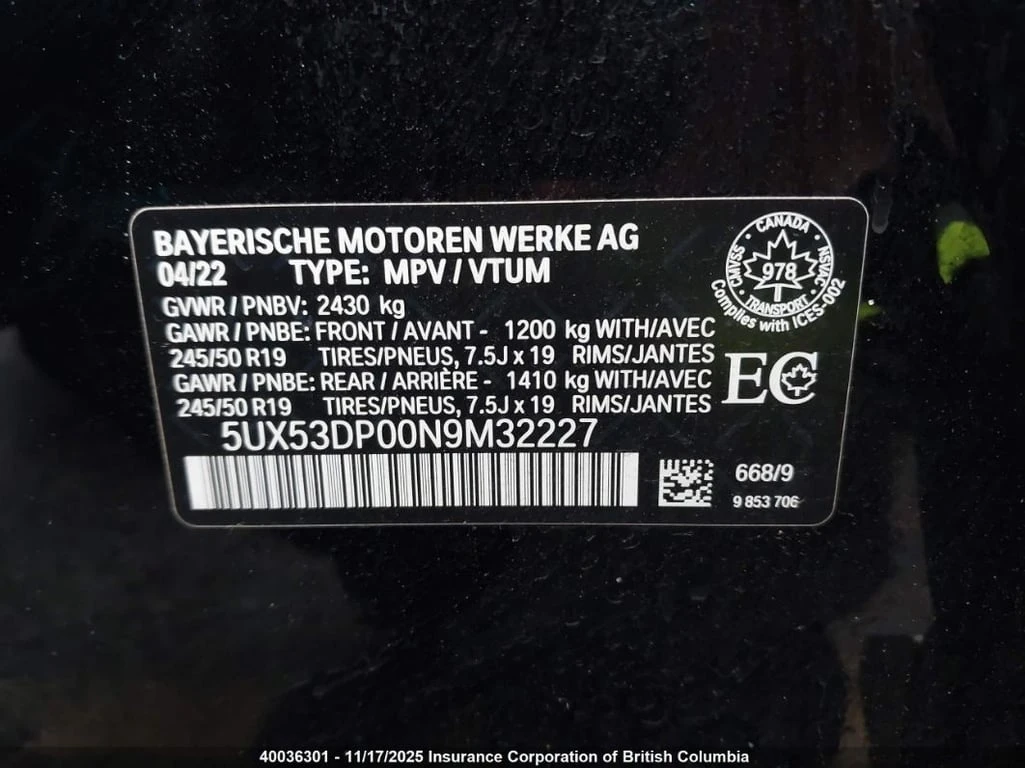 BAYERISCHE MOTOREN WERKE AG
04/22 TYPE: MPV / VTUM
GVWR / PNBV: 2430 kg
GAWR / PNBE: FRONT / AVANT - 1200 kg WITH/AVEC
245/50 R19 TIRES/PNEUS, 7.5J x 19 RIMS/JANTES
GAWR / PNBE: REAR / ARRIÈRE - 1410 kg WITH/AVEC
245/50 R19 TIRES/PNEUS, 7.5J x 19 RIMS/JANTES
5UX53DP00N9M32227
CANADA
CMVSS
978
NSVAC
TRANSPORT
Complies with ICES-002
EC
668/9
9 853 706
40036301 - 11/17/2025 Insurance Corporation of British Columbia